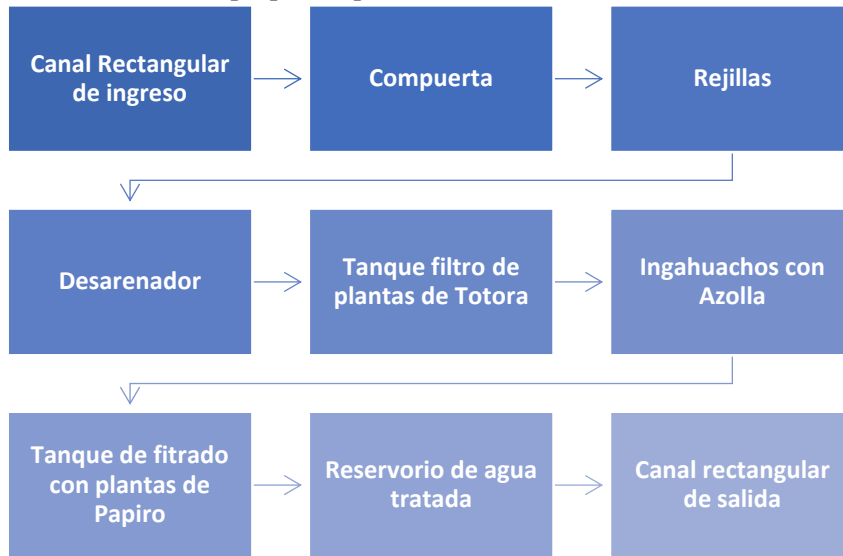 Canal Rectangular
de ingreso
Compuerta
Rejillas
Desarenador
Tanque filtro de
plantas de Totora
Ingahuachos con
Azolla
Tanque de fitrado
con plantas de
Papiro
Reservorio de agua
tratada
Canal rectangular
de salida